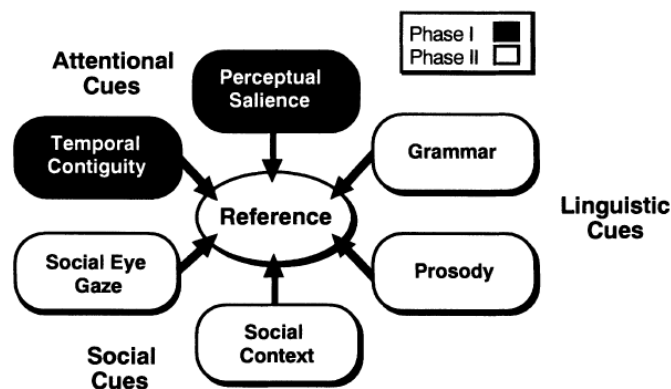 Phase I
Phase II
Attentional
Cues
Perceptual
Salience
Temporal
Contiguity
Grammar
Reference
Linguistic
Cues
Social Eye
Gaze
Prosody
Social
Context
Social
Cues